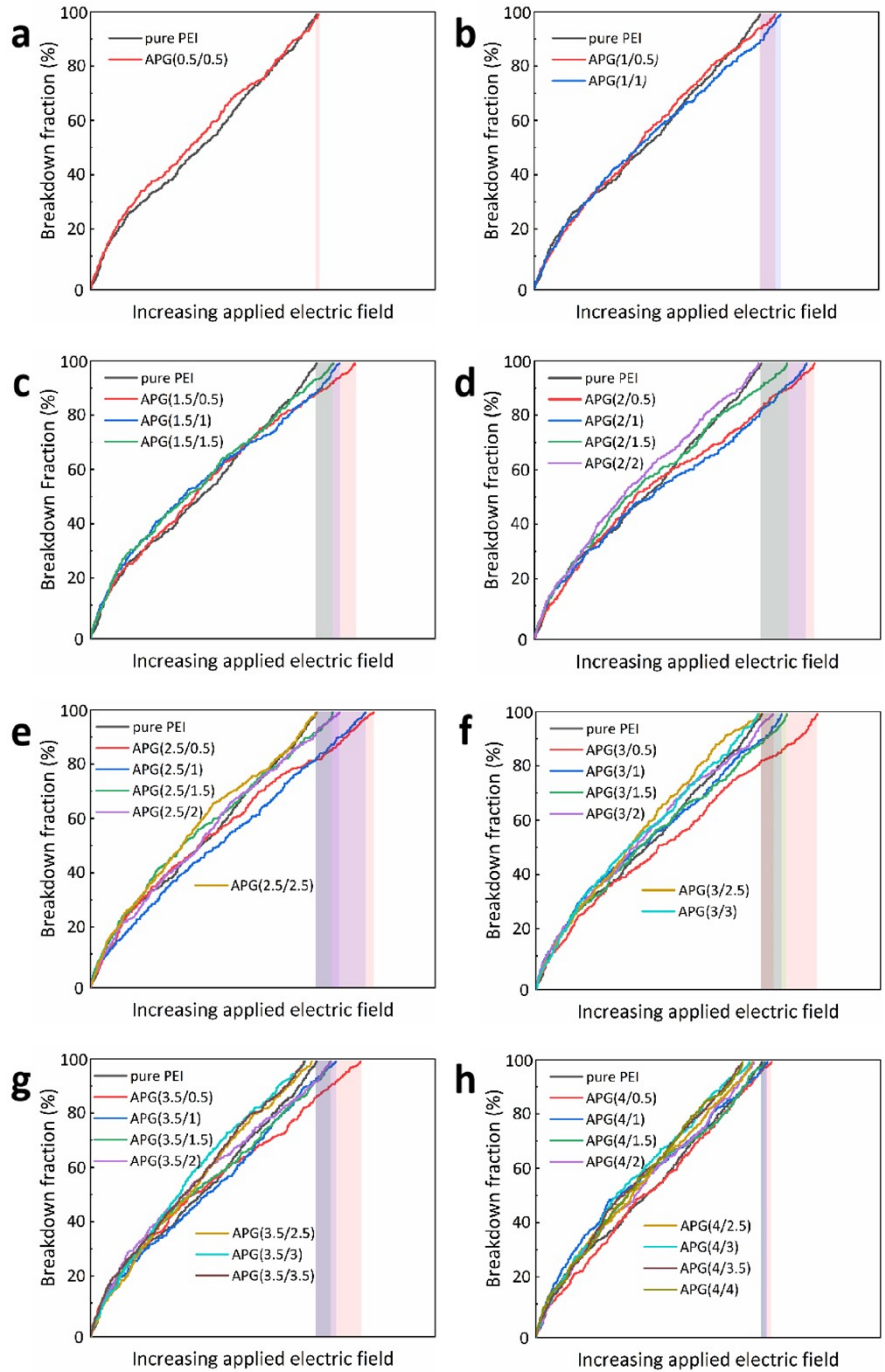 a
Breakdown fraction (%)
100
80
60
40
20
0
pure PEI
APG(0.5/0.5)
Increasing applied electric field
b
Breakdown fraction (%)
100
80
60
40
20
0
pure PEI
APG(1/0.5)
APG(1/1)
Increasing applied electric field
c
Breakdown Fraction (%)
100
80
60
40
20
0
pure PEI
APG(1.5/0.5)
APG(1.5/1)
APG(1.5/1.5)
Increasing applied electric field
d
Breakdown fraction (%)
100
80
60
40
20
0
pure PEI
APG(2/0.5)
APG(2/1)
APG(2/1.5)
APG(2/2)
Increasing applied electric field
e
Breakdown fraction (%)
100
80
60
40
20
0
pure PEI
APG(2.5/0.5)
APG(2.5/1)
APG(2.5/1.5)
APG(2.5/2)
APG(2.5/2.5)
Increasing applied electric field
f
Breakdown fraction (%)
100
80
60
40
20
0
pure PEI
APG(3/0.5)
APG(3/1)
APG(3/1.5)
APG(3/2)
APG(3/2.5)
APG(3/3)
Increasing applied electric field
g
Breakdown fraction (%)
100
80
60
40
20
0
pure PEI
APG(3.5/0.5)
APG(3.5/1)
APG(3.5/1.5)
APG(3.5/2)
APG(3.5/2.5)
APG(3.5/3)
APG(3.5/3.5)
Increasing applied electric field
h
Breakdown fraction (%)
100
80
60
40
20
0
pure PEI
APG(4/0.5)
APG(4/1)
APG(4/1.5)
APG(4/2)
APG(4/2.5)
APG(4/3)
APG(4/3.5)
APG(4/4)
Increasing applied electric field